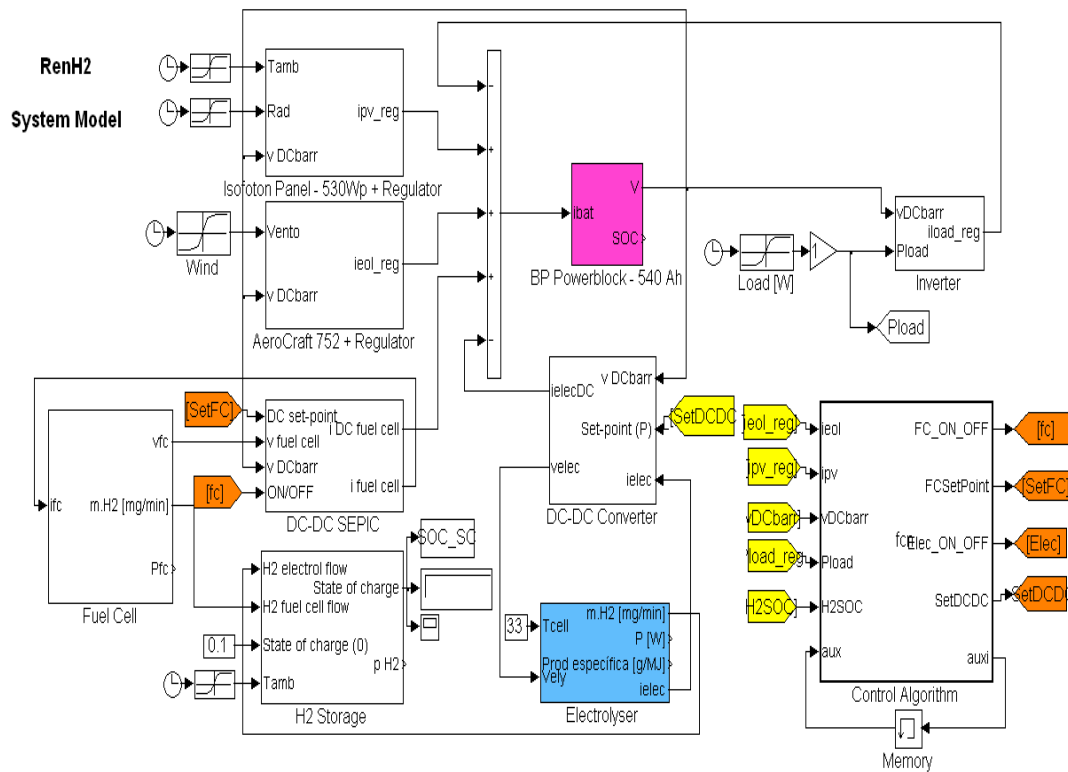 RenH2
System Model
Tamb
Rad
v DCbarr
ipv_reg
Isofoton Panel - 530Wp + Regulator
Wind
Vento
v DCbarr
ieol_reg
AeroCraft 752 + Regulator
-
+
+
+
-
ibat
V
SOC
BP Powerblock - 540 Ah
Load [W]
1
Pload
vDCbarr
Pload
iload_reg
Inverter
ifc
vfc
m.H2 [mg/min]
Pfc
Fuel Cell
[SetFC]
[fc]
DC set-point
v fuel cell
v DCbarr
ON/OFF
i DC fuel cell
i fuel cell
DC-DC SEPIC
ielecDC
velec
v DCbarr
Set-point (P)
ielec
DC-DC Converter
[SetDCDC
H2 electrol flow
H2 fuel cell flow
State of charge (0)
Tamb
State of charge
p H2
H2 Storage
0.1
SOC_SC
33
Tcell
Vely
m.H2 [mg/min]
P [W]
Prod específica [g/MJ]
ielec
Electrolyser
ieol_reg]
ipv_reg]
vDCbarr]
Pload_reg
H2SOC]
ieol
ipv
vDCbarr
Pload
H2SOC
aux
fcn
FC_ON_OFF
FCSetPoint
Elec_ON_OFF
SetDCDC
auxi
Control Algorithm
[fc]
[SetFC]
[Elec]
SetDCDC
Memory